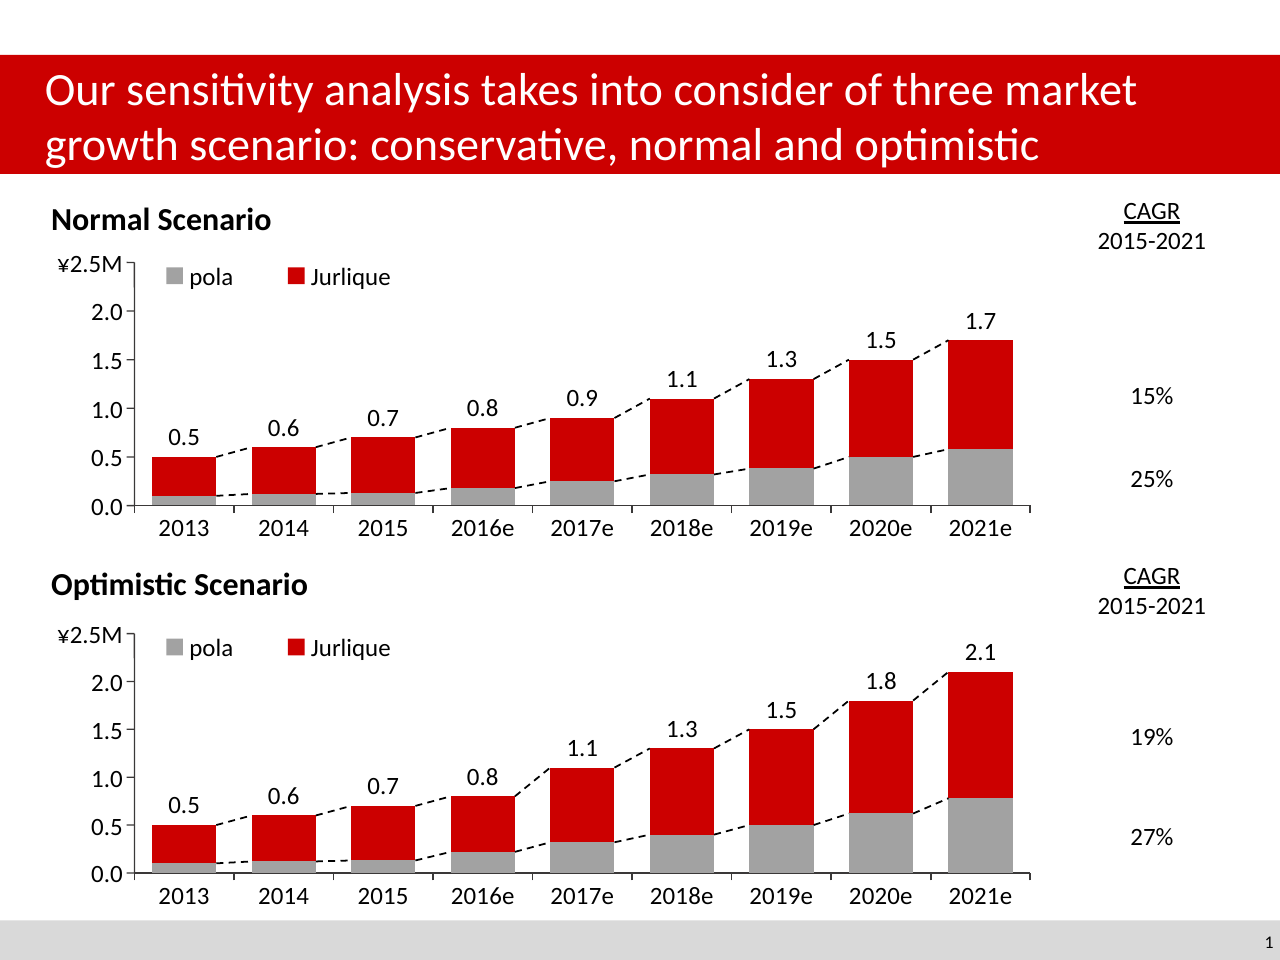 Our sensitivity analysis takes into consider of three market
growth scenario: conservative, normal and optimistic
Normal Scenario
CAGR
2015-2021
¥2.5M
pola
Jurlique
2.0
1.5
1.0
0.5
0.0
0.5
0.6
0.7
0.8
0.9
1.1
1.3
1.5
1.7
15%
25%
2013
2014
2015
2016e
2017e
2018e
2019e
2020e
2021e
Optimistic Scenario
CAGR
2015-2021
¥2.5M
pola
Jurlique
2.0
1.5
1.0
0.5
0.0
0.5
0.6
0.7
0.8
1.1
1.3
1.5
1.8
2.1
19%
27%
2013
2014
2015
2016e
2017e
2018e
2019e
2020e
2021e
1